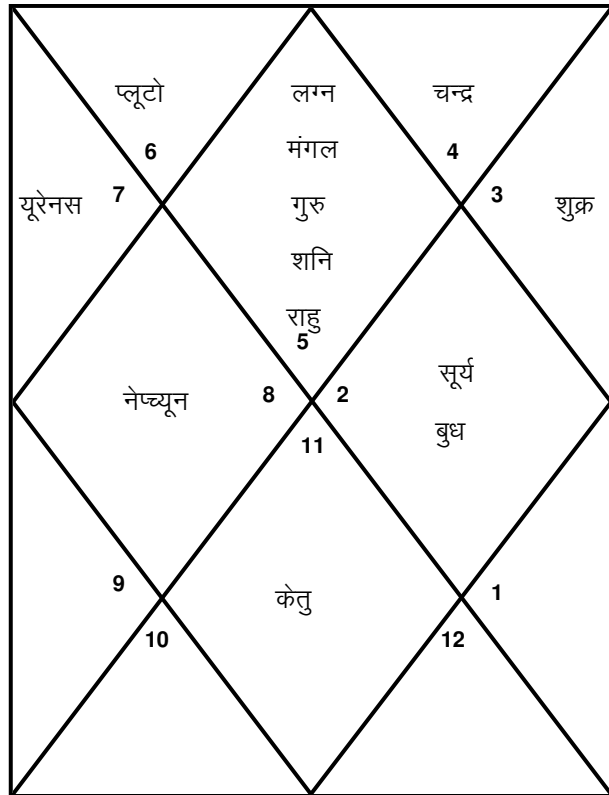 प्लूटो लग्न चन्द्र
6 मंगल 4
यूरेनस 7 गुरु 3 शुक्र
शनि
राहु
5
सूर्य
नेप्च्यून 8 2
बुध
11
9 केतु 1
10 12